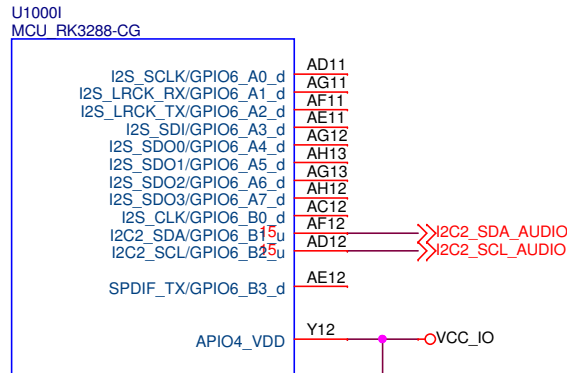 U1000I
MCU_RK3288-CG
I2S_SCLK/GPIO6_A0_d AD11
I2S_LRCK_RX/GPIO6_A1_d AG11
I2S_LRCK_TX/GPIO6_A2_d AF11
I2S_SDI/GPIO6_A3_d AE11
I2S_SDO0/GPIO6_A4_d AG12
I2S_SDO1/GPIO6_A5_d AH13
I2S_SDO2/GPIO6_A6_d AG13
I2S_SDO3/GPIO6_A7_d AH12
I2S_CLK/GPIO6_B0_d AC12
I2C2_SDA/GPIO6_B1_u 15 AF12 I2C2_SDA_AUDIO
I2C2_SCL/GPIO6_B2_u 15 AD12 I2C2_SCL_AUDIO
SPDIF_TX/GPIO6_B3_d AE12
APIO4_VDD Y12 VCC_IO